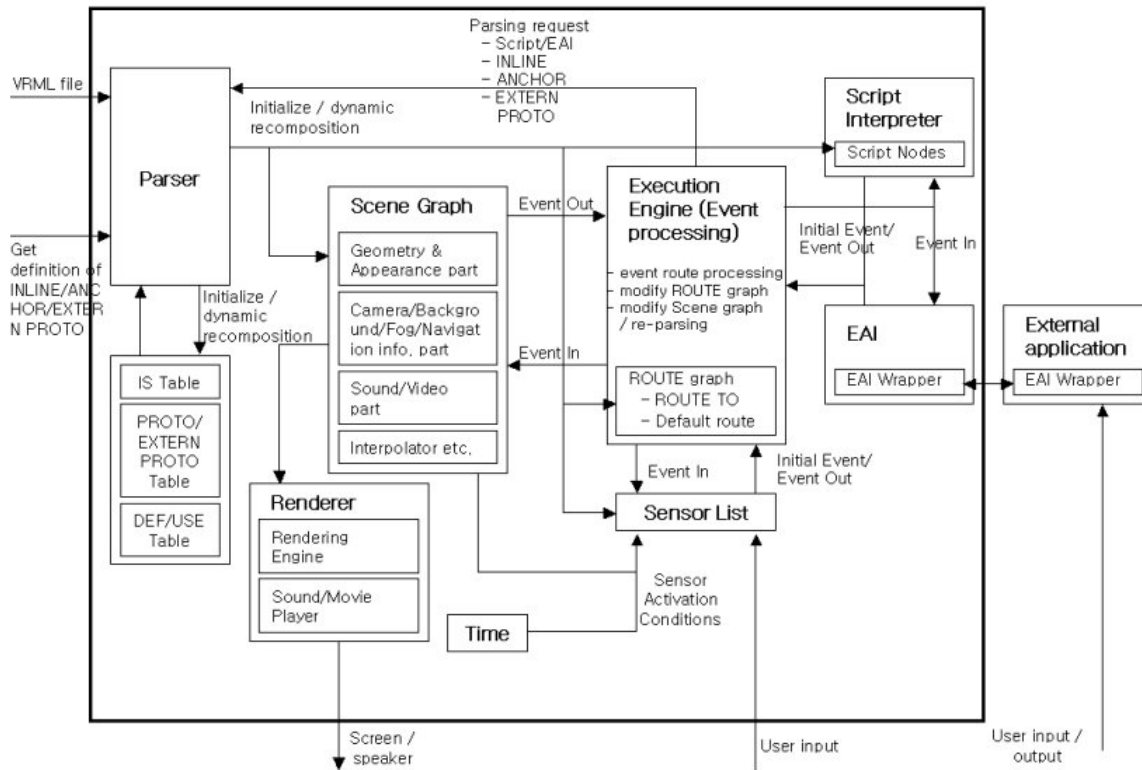 Parsing request
- Script/EAI
- INLINE
- ANCHOR
- EXTERN
PROTO
VRML file
Initialize / dynamic
recomposition
Script
Interpreter
Script Nodes
Parser
Scene Graph
Geometry &
Appearance part
Camera/Backgro
und/Fog/Navigat
ion info. part
Sound/Video
part
Interpolator etc.
Event Out
Execution
Engine (Event
processing)
- event route processing
- modify ROUTE graph
- modify Scene graph
/ re-parsing
ROUTE graph
- ROUTE TO
- Default route
Initial Event/
Event Out
Event In
Get
definition of
INLINE/ANC
HOR/EXTER
N PROTO
Initialize /
dynamic
recomposition
Event In
EAI
EAI Wrapper
External
application
EAI Wrapper
IS Table
PROTO/
EXTERN
PROTO
Table
DEF/USE
Table
Event In
Initial Event/
Event Out
Renderer
Rendering
Engine
Sound/Movie
Player
Sensor List
Time
Sensor
Activation
Conditions
Screen /
speaker
User input
User input /
output